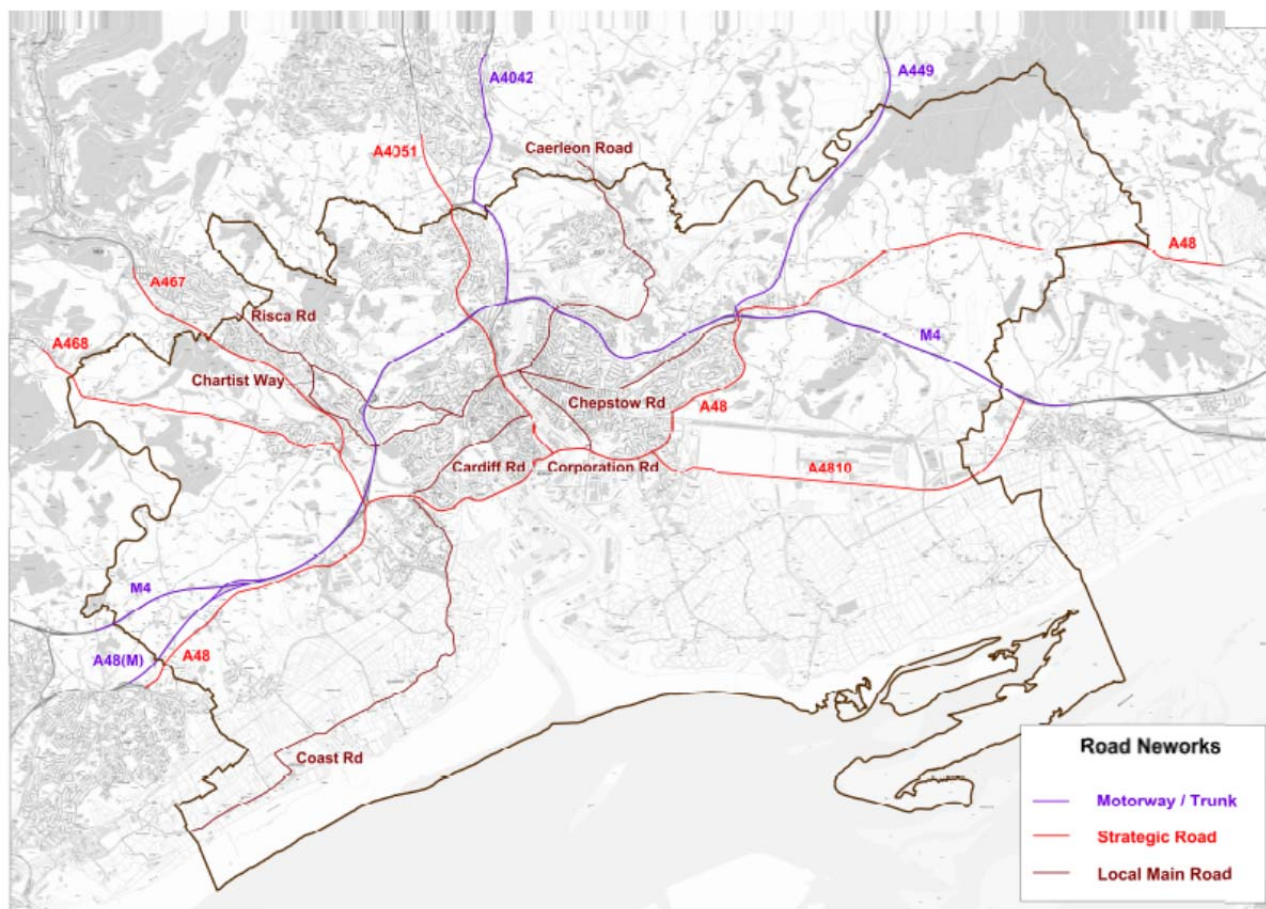 A4042
A449
A4051
Caerleon Road
A48
A467
Risca Rd
M4
A468
Chartist Way
Chepstow Rd
A48
Cardiff Rd
Corporation Rd
A4810
M4
A48(M)
A48
Coast Rd
Road Neworks
Motorway / Trunk
Strategic Road
Local Main Road